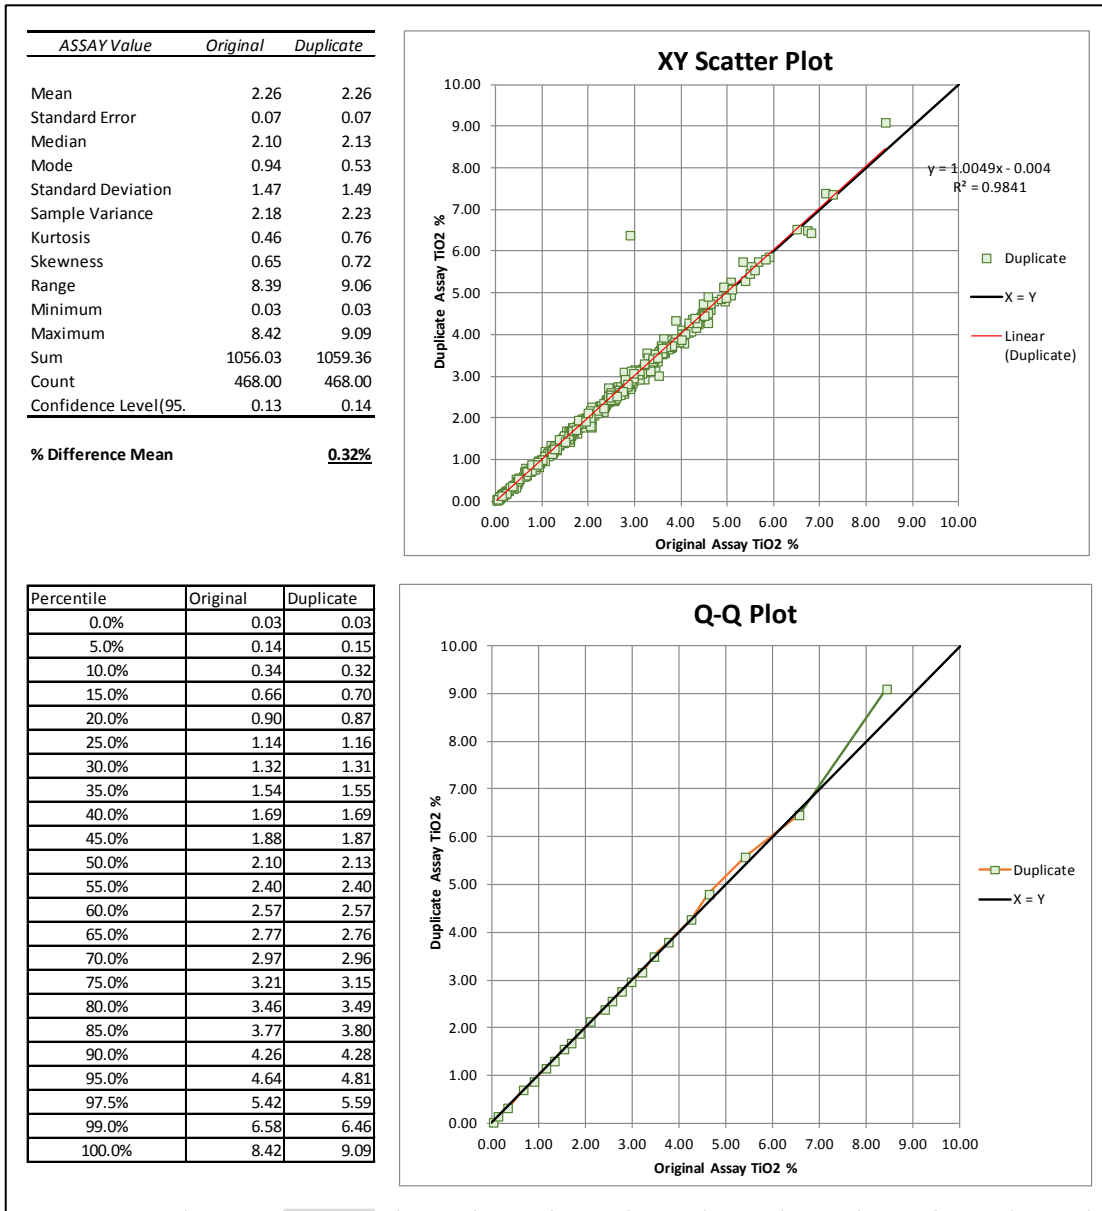 ASSAY Value Original Duplicate
Mean 2.26 2.26
Standard Error 0.07 0.07
Median 2.10 2.13
Mode 0.94 0.53
Standard Deviation 1.47 1.49
Sample Variance 2.18 2.23
Kurtosis 0.46 0.76
Skewness 0.65 0.72
Range 8.39 9.06
Minimum 0.03 0.03
Maximum 8.42 9.09
Sum 1056.03 1059.36
Count 468.00 468.00
Confidence Level(95. 0.13 0.14
% Difference Mean 0.32%
XY Scatter Plot
10.00
9.00
8.00
7.00
6.00
5.00
4.00
3.00
2.00
1.00
0.00
Duplicate Assay TiO2 %
0.00 1.00 2.00 3.00 4.00 5.00 6.00 7.00 8.00 9.00 10.00
Original Assay TiO2 %
y = 1.0049x - 0.004
R² = 0.9841
Duplicate
X = Y
Linear
(Duplicate)
Percentile Original Duplicate
0.0% 0.03 0.03
5.0% 0.14 0.15
10.0% 0.34 0.32
15.0% 0.66 0.70
20.0% 0.90 0.87
25.0% 1.14 1.16
30.0% 1.32 1.31
35.0% 1.54 1.55
40.0% 1.69 1.69
45.0% 1.88 1.87
50.0% 2.10 2.13
55.0% 2.40 2.40
60.0% 2.57 2.57
65.0% 2.77 2.76
70.0% 2.97 2.96
75.0% 3.21 3.15
80.0% 3.46 3.49
85.0% 3.77 3.80
90.0% 4.26 4.28
95.0% 4.64 4.81
97.5% 5.42 5.59
99.0% 6.58 6.46
100.0% 8.42 9.09
Q-Q Plot
10.00
9.00
8.00
7.00
6.00
5.00
4.00
3.00
2.00
1.00
0.00
Duplicate Assay TiO2 %
0.00 1.00 2.00 3.00 4.00 5.00 6.00 7.00 8.00 9.00 10.00
Original Assay TiO2 %
Duplicate
X = Y